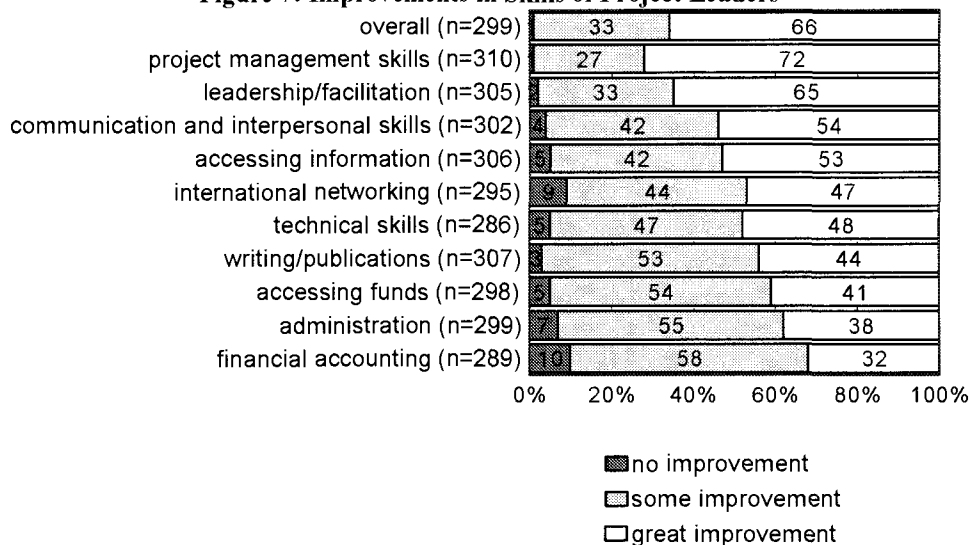 Figure 7: Improvements in Skills of Project Leaders
overall (n=299) 33 66
project management skills (n=310) 27 72
leadership/facilitation (n=305) 33 65
communication and interpersonal skills (n=302) 4 42 54
accessing information (n=306) 5 42 53
international networking (n=295) 9 44 47
technical skills (n=286) 5 47 48
writing/publications (n=307) 3 53 44
accessing funds (n=298) 5 54 41
administration (n=299) 7 55 38
financial accounting (n=289) 10 58 32
0% 20% 40% 60% 80% 100%
no improvement
some improvement
great improvement